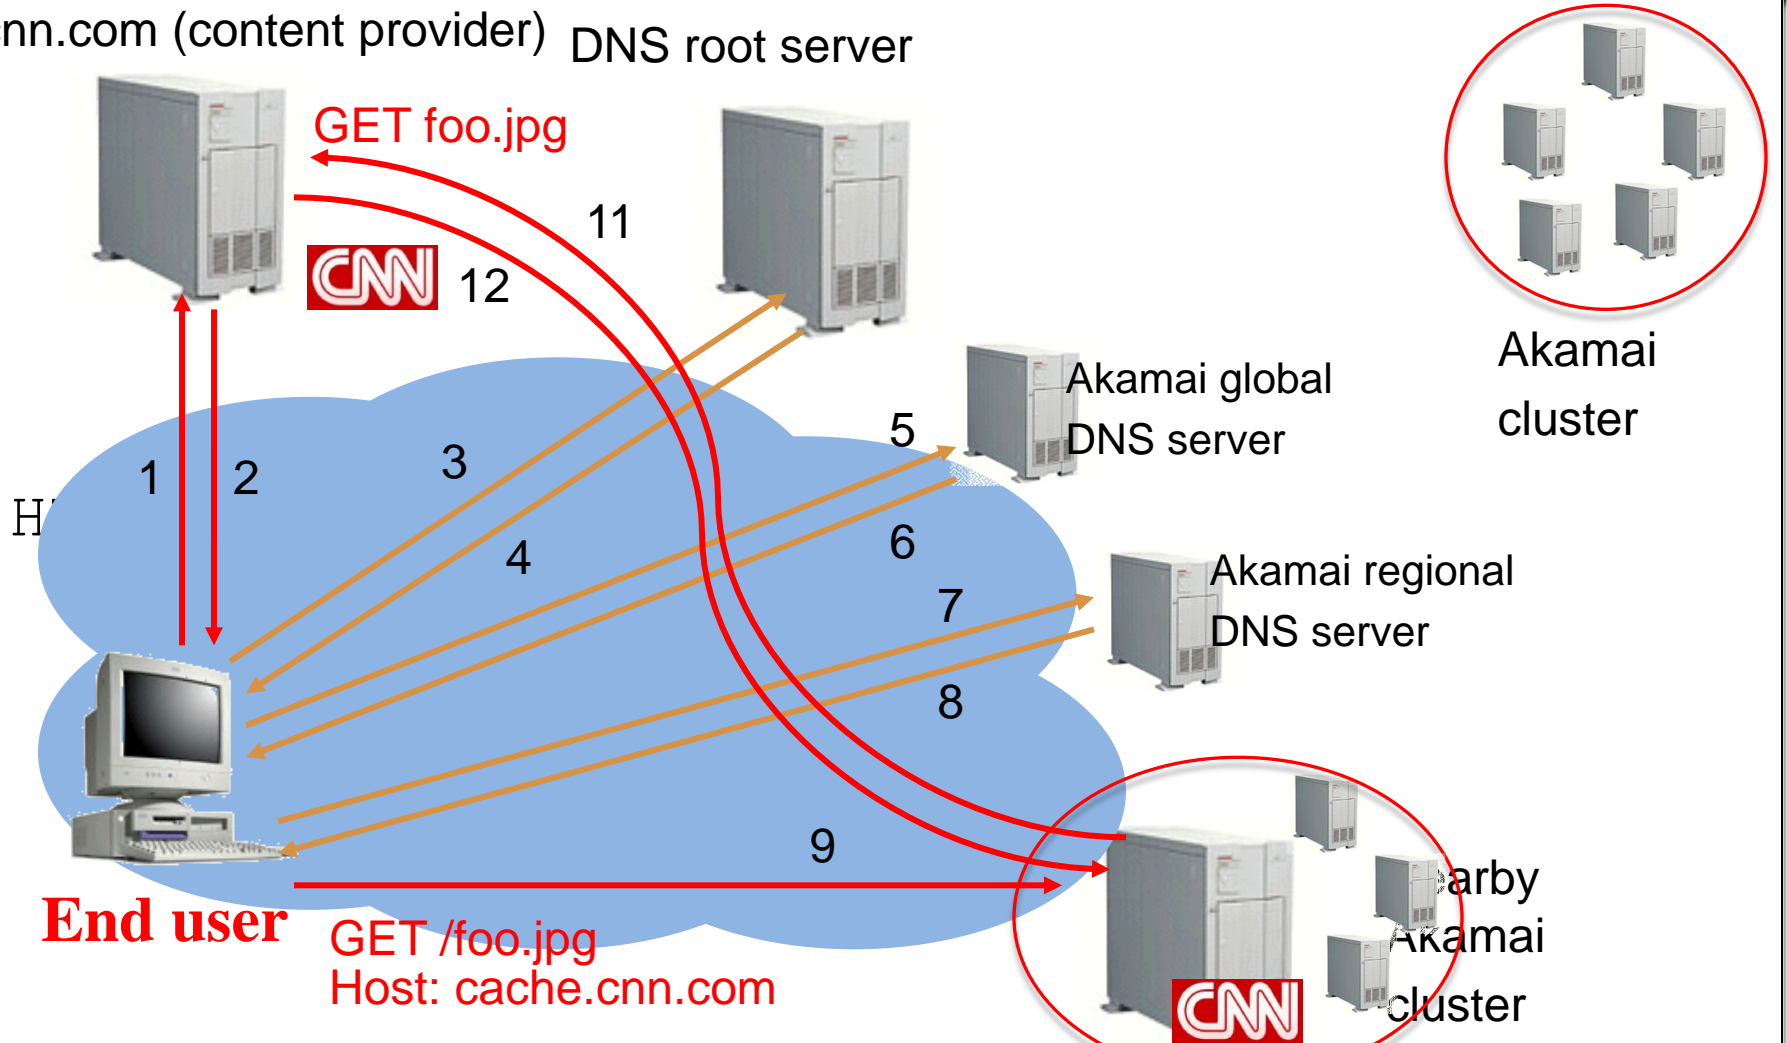 nn.com (content provider)
DNS root server
GET foo.jpg
11
CNN
12
Akamai
cluster
Akamai global
DNS server
5
3
1
2
H
4
6
Akamai regional
DNS server
7
8
9
arby
End user
GET /foo.jpg
Akamai
Host: cache.cnn.com
cluster
CNN